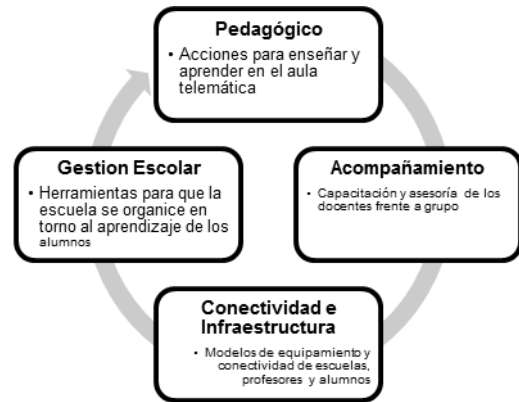 Pedagógico
• Acciones para enseñar y
aprender en el aula
telemática
Gestion Escolar
• Herramientas para que la
escuela se organice en
torno al aprendizaje de los
alumnos
Acompañamiento
• Capacitación y asesoría de los
docentes frente a grupo
Conectividad e
Infraestructura
• Modelos de equipamiento y
conectividad de escuelas,
profesores y alumnos